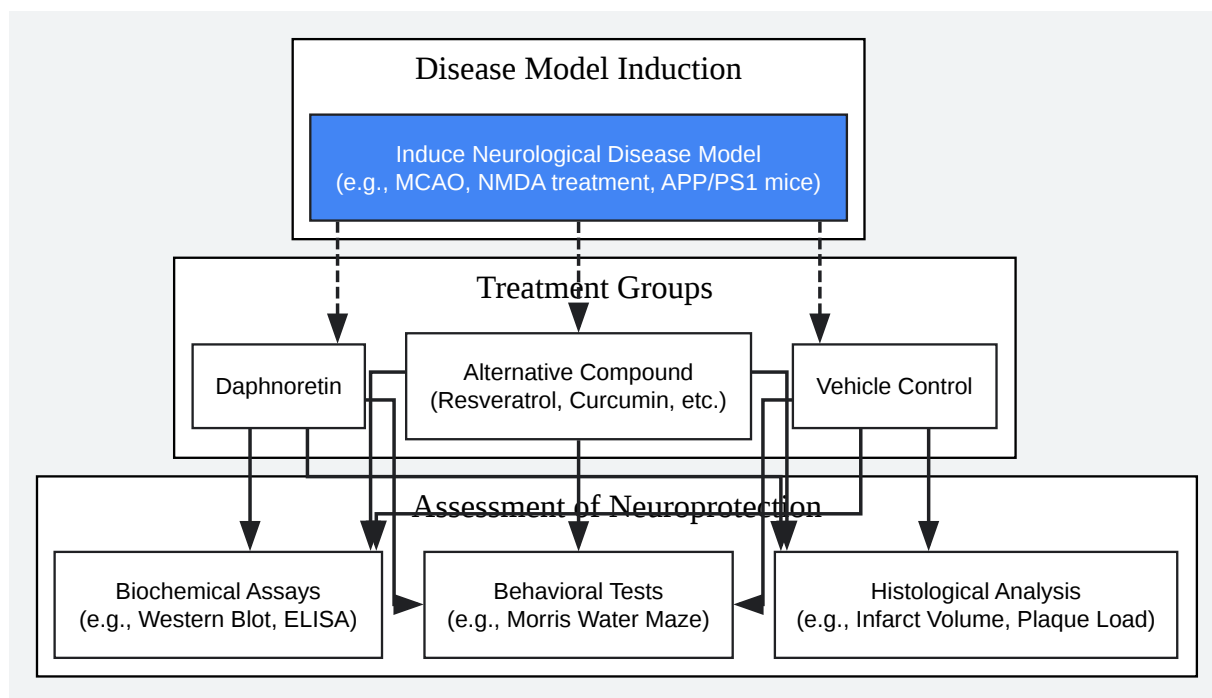 Disease Model Induction
Induce Neurological Disease Model
(e.g., MCAO, NMDA treatment, APP/PS1 mice)
Treatment Groups
Daphnoretin
Alternative Compound
(Resveratrol, Curcumin, etc.)
Vehicle Control
Assessment of Neuroprotection
Biochemical Assays
(e.g., Western Blot, ELISA)
Behavioral Tests
(e.g., Morris Water Maze)
Histological Analysis
(e.g., Infarct Volume, Plaque Load)